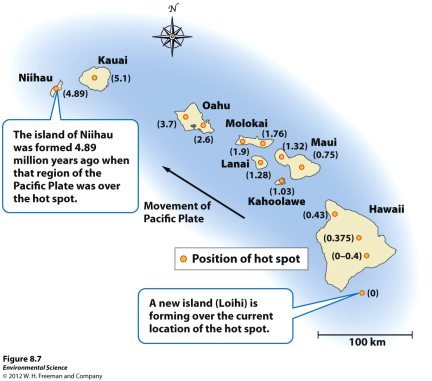 N
Kauai
Niihau
(5.1)
(4.89)
The island of Niihau
was formed 4.89
million years ago when
that region of the
Pacific Plate was over
the hot spot.
Oahu
(3.7)
(2.6)
Molokai
(1.76)
(1.9)
Maui
(1.32)
(0.75)
Lanai
(1.28)
(1.03)
Kahoolawe
Movement of
Pacific Plate
Hawaii
(0.43)
(0.375)
(0–0.4)
(0)
Position of hot spot
A new island (Loihi) is
forming over the current
location of the hot spot.
100 km
Figure 8.7
Environmental Science
© 2012 W. H. Freeman and Company